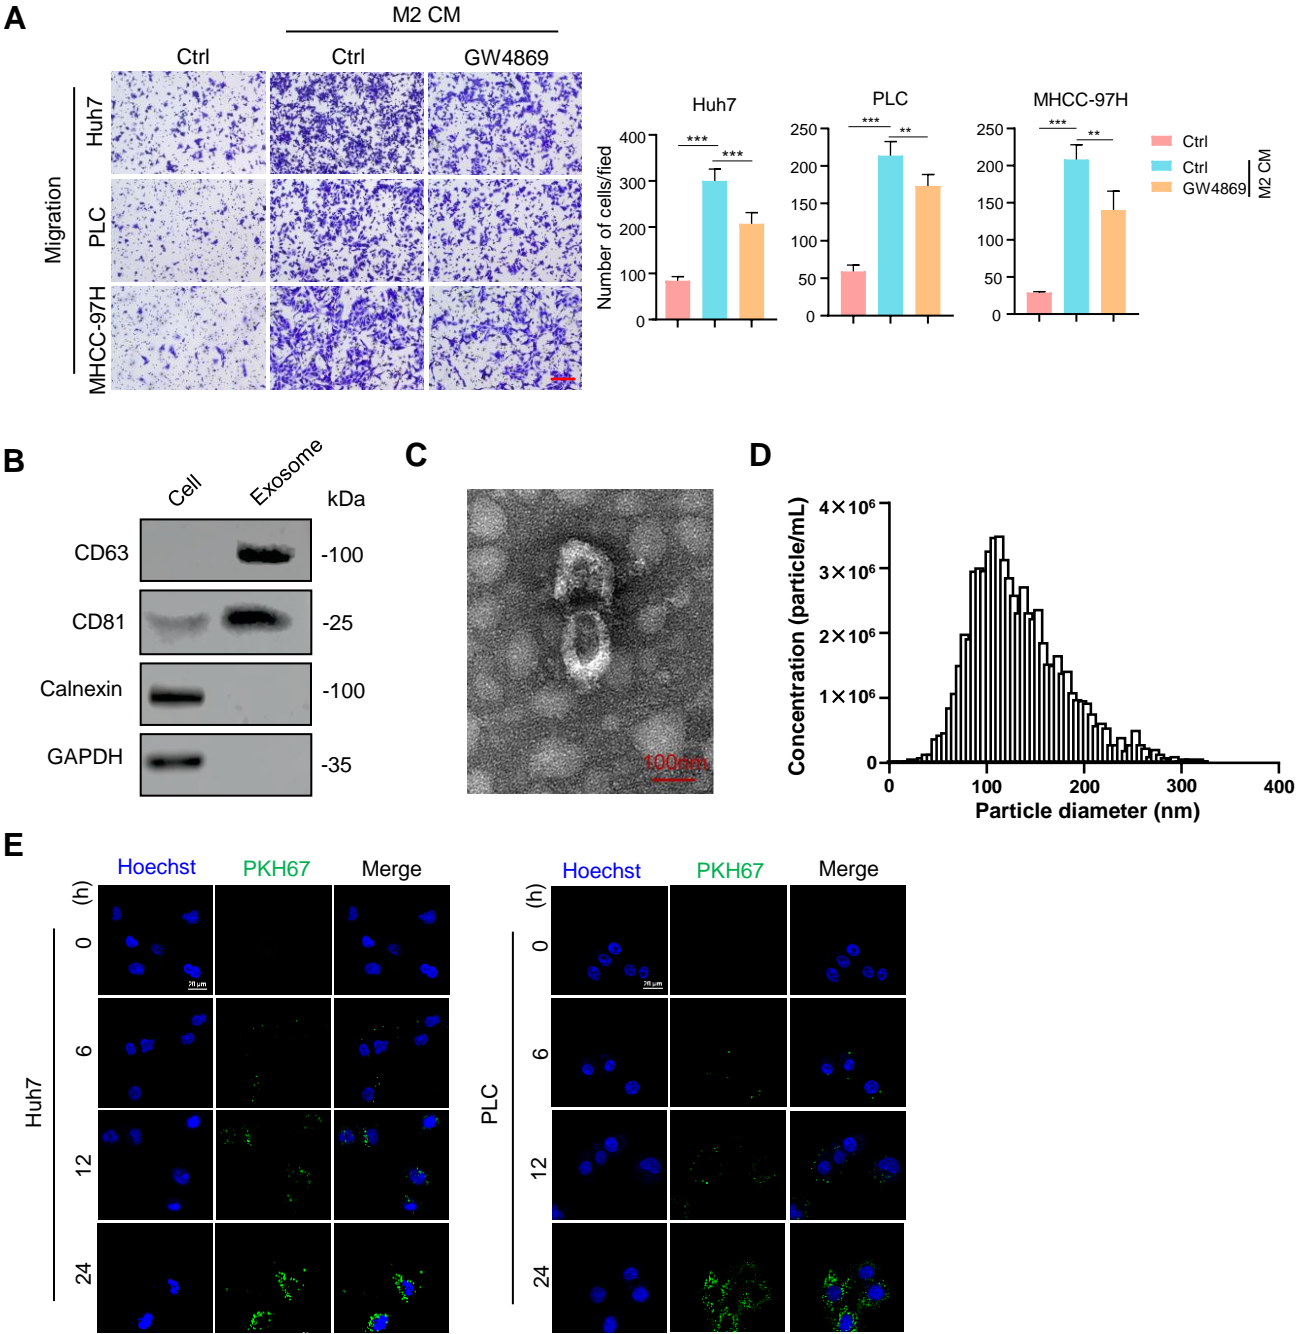 A
M2 CM
Ctrl
Ctrl
GW4869
Migration
Huh7
PLC
MHCC-97H
Number of cells/fied
Huh7
400
300
200
100
0
***
***
PLC
250
200
150
100
50
0
***
**
MHCC-97H
250
200
150
100
50
0
***
**
Ctrl
Ctrl
GW4869
M2 CM
B
Cell
Exosome
kDa
CD63
-100
CD81
-25
Calnexin
-100
GAPDH
-35
C
100nm
D
Concentration (particle/mL)
4×10⁶
3×10⁶
2×10⁶
1×10⁶
0
0
100
200
300
400
Particle diameter (nm)
E
Hoechst
PKH67
Merge
(h)
Huh7
0
20 μm
6
12
24
Hoechst
PKH67
Merge
(h)
PLC
0
20 μm
6
12
24